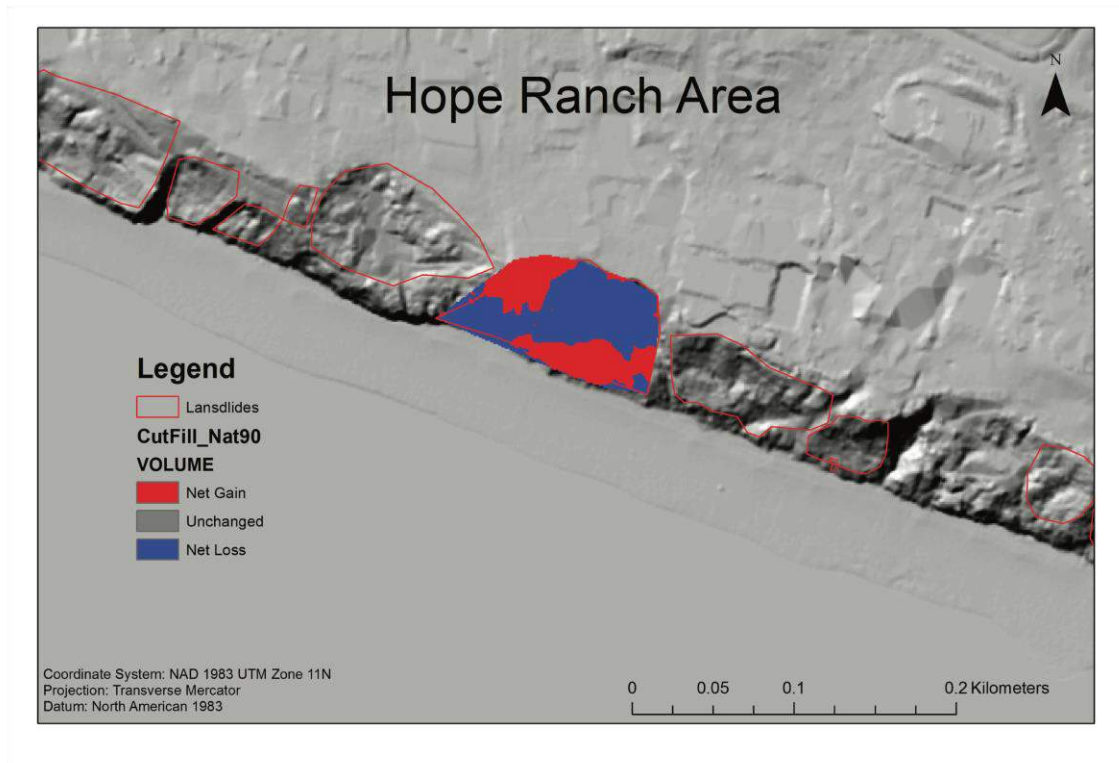 Hope Ranch Area
N
Legend
Lansdlides
CutFill_Nat90
VOLUME
Net Gain
Unchanged
Net Loss
Coordinate System: NAD 1983 UTM Zone 11N
Projection: Transverse Mercator
Datum: North American 1983
0 0.05 0.1 0.2 Kilometers